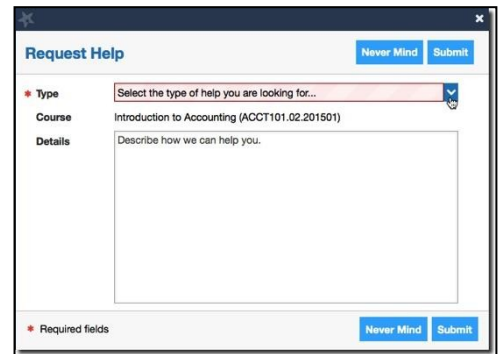 ×
Request Help
Never Mind Submit
* Type Select the type of help you are looking for...
Course Introduction to Accounting (ACCT101.02.201501)
Details Describe how we can help you.
* Required fields Never Mind Submit